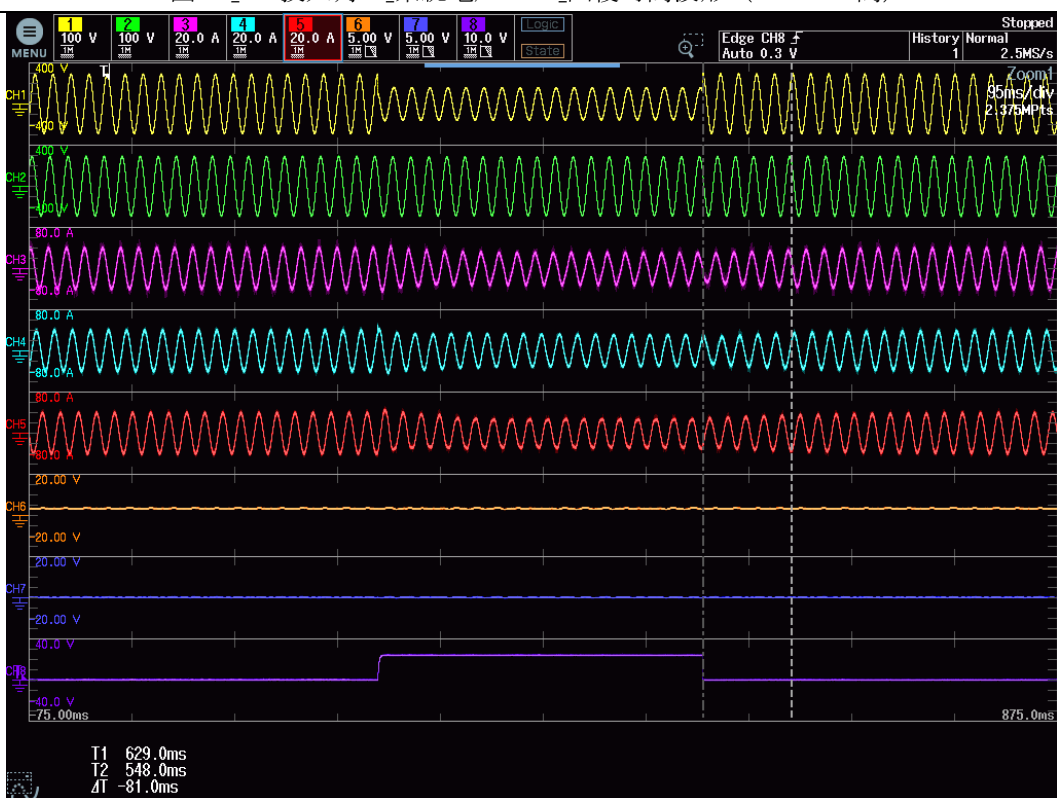 MENU
1 100 V 1M
2 100 V 1M
3 20.0 A 1M
4 20.0 A 1M
5 20.0 A 1M
6 5.00 V 1M
7 5.00 V 1M
8 10.0 V 1M
Logic
State
Edge CH8
Auto 0.3 V
Stopped
History Normal
1 2.5MS/s
Zoom1
95ms/div
2.375MPts
400 V
T
CH1
-400 V
400 V
CH2
-400 V
80.0 A
CH3
-80.0 A
80.0 A
CH4
-80.0 A
80.0 A
CH5
-80.0 A
20.00 V
CH6
-20.00 V
20.00 V
CH7
-20.00 V
40.0 V
CH8
-40.0 V
-75.00ms 875.0ms
T1 629.0ms
T2 548.0ms
ΔT -81.0ms